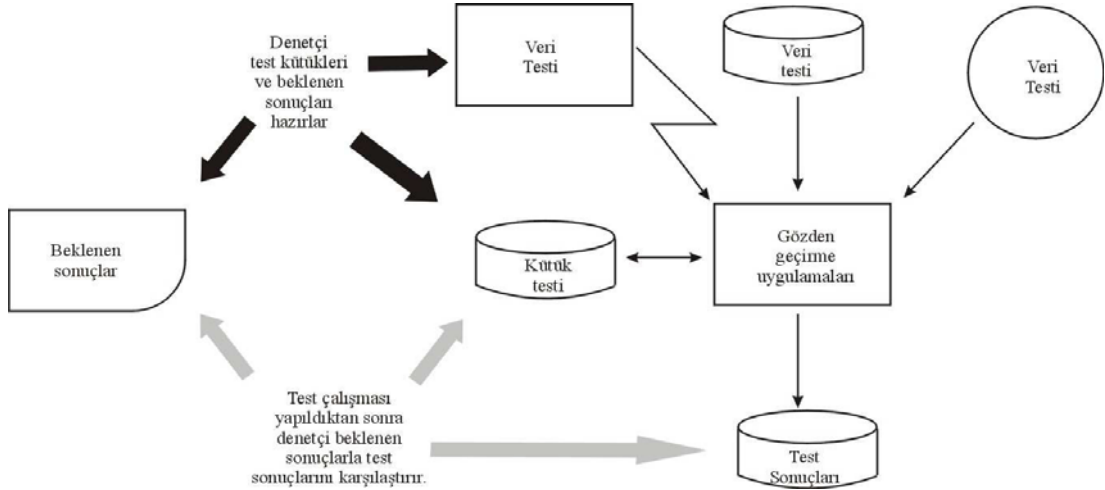 Denetçi
test kütükleri
ve beklenen
sonuçları
hazırlar
Veri
Testi
Veri
testi
Veri
Testi
Beklenen
sonuçlar
Kütük
testi
Gözden
geçirme
uygulamaları
Test çalışması
yapıldıktan sonra
denetçi beklenen
sonuçlarla test
sonuçlarını karşılaştırır.
Test
Sonuçları